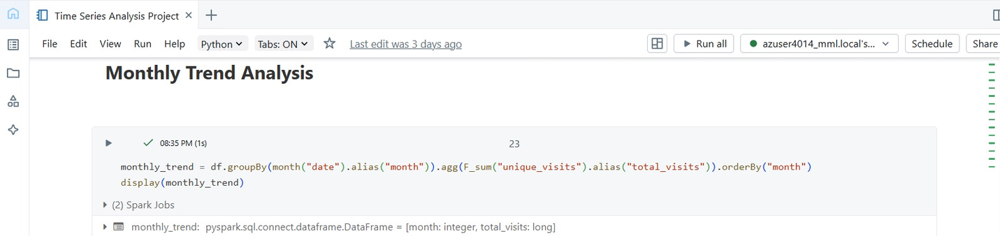 Time Series Analysis Project
File Edit View Run Help Python Tabs: ON Last edit was 3 days ago Run all azuser4014_mml.local's... Schedule Share
Monthly Trend Analysis
08:35 PM (1s) 23
monthly_trend = df.groupBy(month("date").alias("month")).agg(F_sum("unique_visits").alias("total_visits")).orderBy("month")
display(monthly_trend)
(2) Spark Jobs
monthly_trend: pyspark.sql.connect.dataframe.DataFrame = [month: integer, total_visits: long]